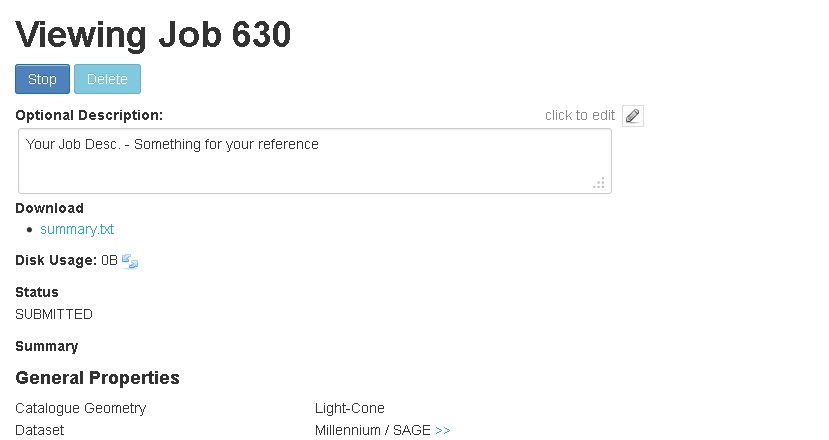 Viewing Job 630
Stop Delete
Optional Description: click to edit
Your Job Desc. - Something for your reference
Download
summary.txt
Disk Usage: 0B
Status
SUBMITTED
Summary
General Properties
Catalogue Geometry Light-Cone
Dataset Millennium / SAGE >>